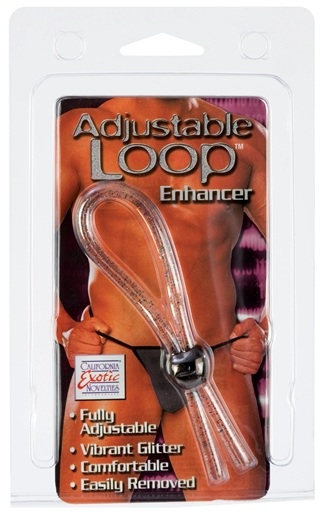 Adjustable
Loop™
Enhancer
CALIFORNIA
Exotic
NOVELTIES
• Fully
Adjustable
• Vibrant Glitter
• Comfortable
• Easily Removed